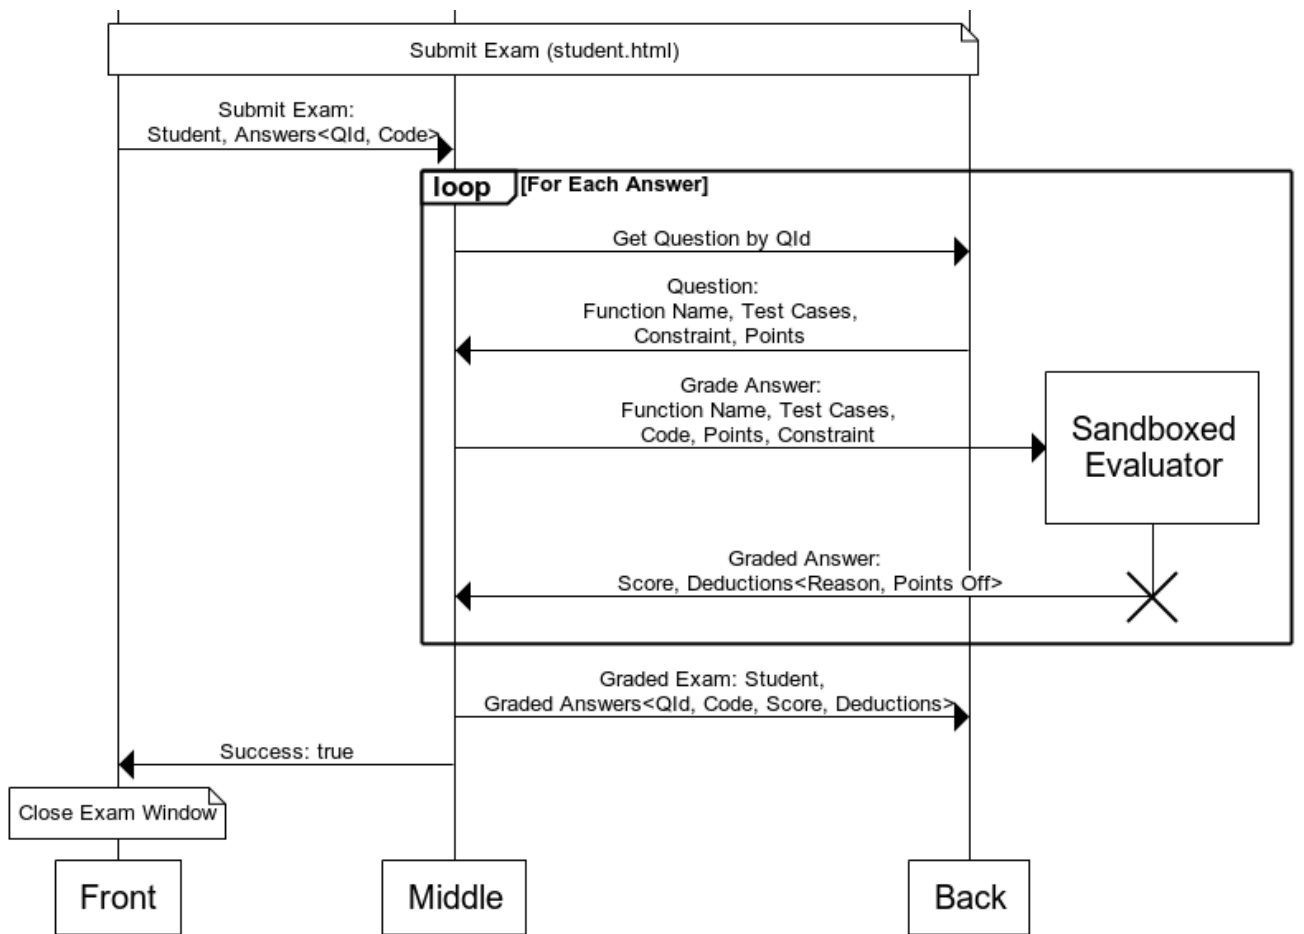 Submit Exam (student.html)
Submit Exam:
Student, Answers<QId, Code>
loop
[For Each Answer]
Get Question by QId
Question:
Function Name, Test Cases,
Constraint, Points
Grade Answer:
Function Name, Test Cases,
Code, Points, Constraint
Sandboxed
Evaluator
Graded Answer:
Score, Deductions<Reason, Points Off>
Graded Exam: Student,
Graded Answers<QId, Code, Score, Deductions>
Success: true
Close Exam Window
Front
Middle
Back